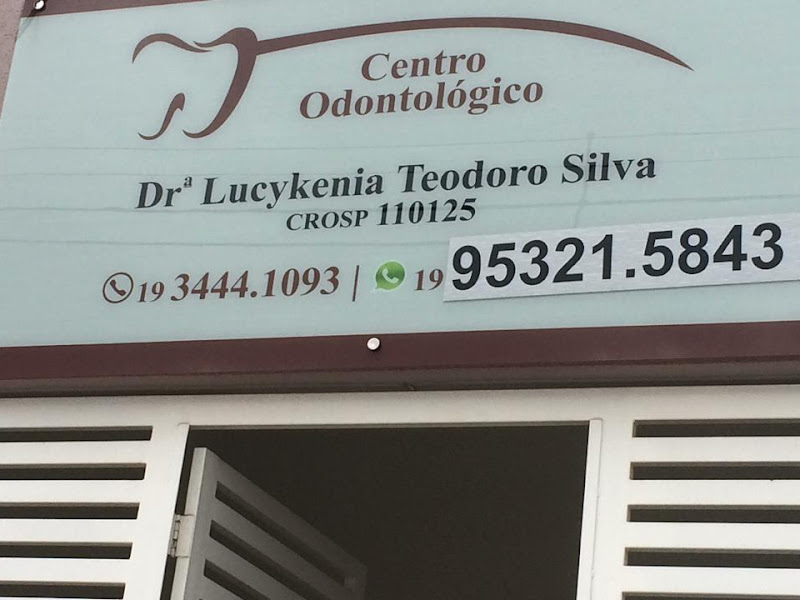 Centro
Odontológico
Drª Lucykenia Teodoro Silva
CROSP 110125
19 3444.1093 | 19 95321.5843